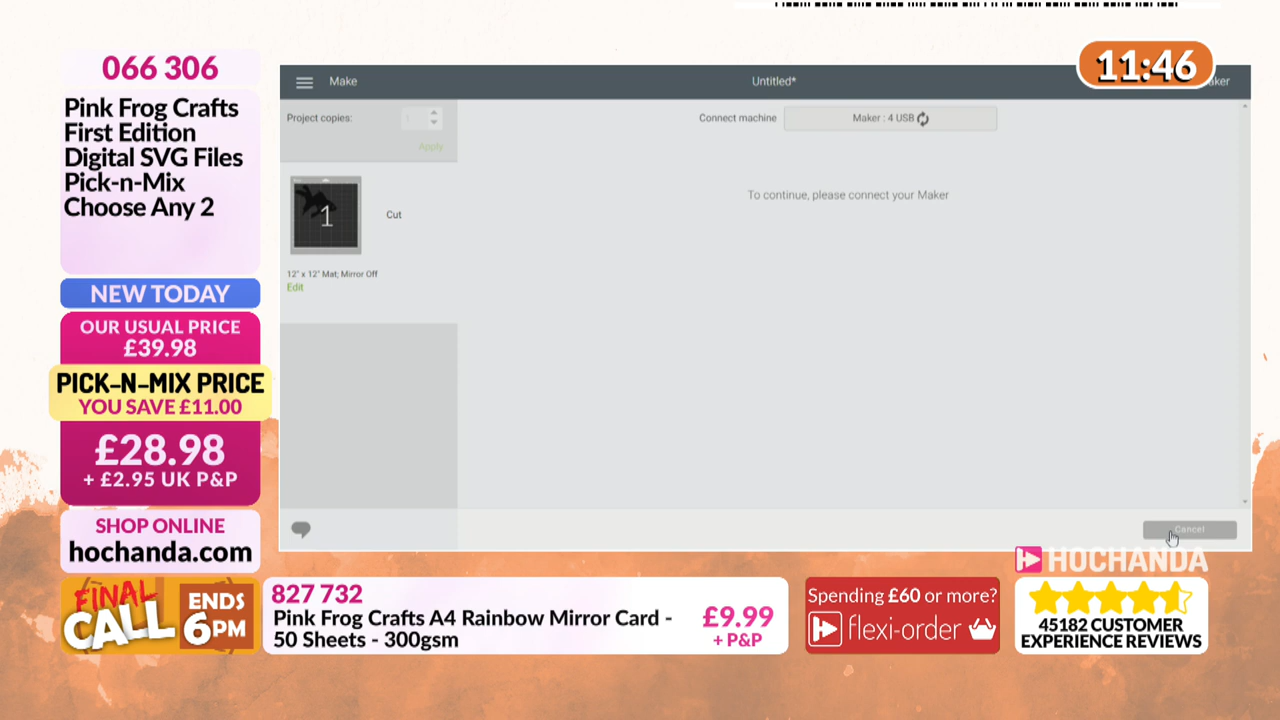 066 306
Pink Frog Crafts
First Edition
Digital SVG Files
Pick-n-Mix
Choose Any 2
NEW TODAY
OUR USUAL PRICE
£39.98
PICK-N-MIX PRICE
YOU SAVE £11.00
£28.98
+ £2.95 UK P&P
SHOP ONLINE
hochanda.com
Make
Untitled*
11:46
Project copies:
1
Apply
Connect machine
Maker : 4 USB
To continue, please connect your Maker
1
Cut
12" x 12" Mat; Mirror Off
Edit
Cancel
HOCHANDA
FINAL
CALL
ENDS
6PM
827 732
Pink Frog Crafts A4 Rainbow Mirror Card -
50 Sheets - 300gsm
£9.99
+ P&P
Spending £60 or more?
flexi-order
45182 CUSTOMER
EXPERIENCE REVIEWS